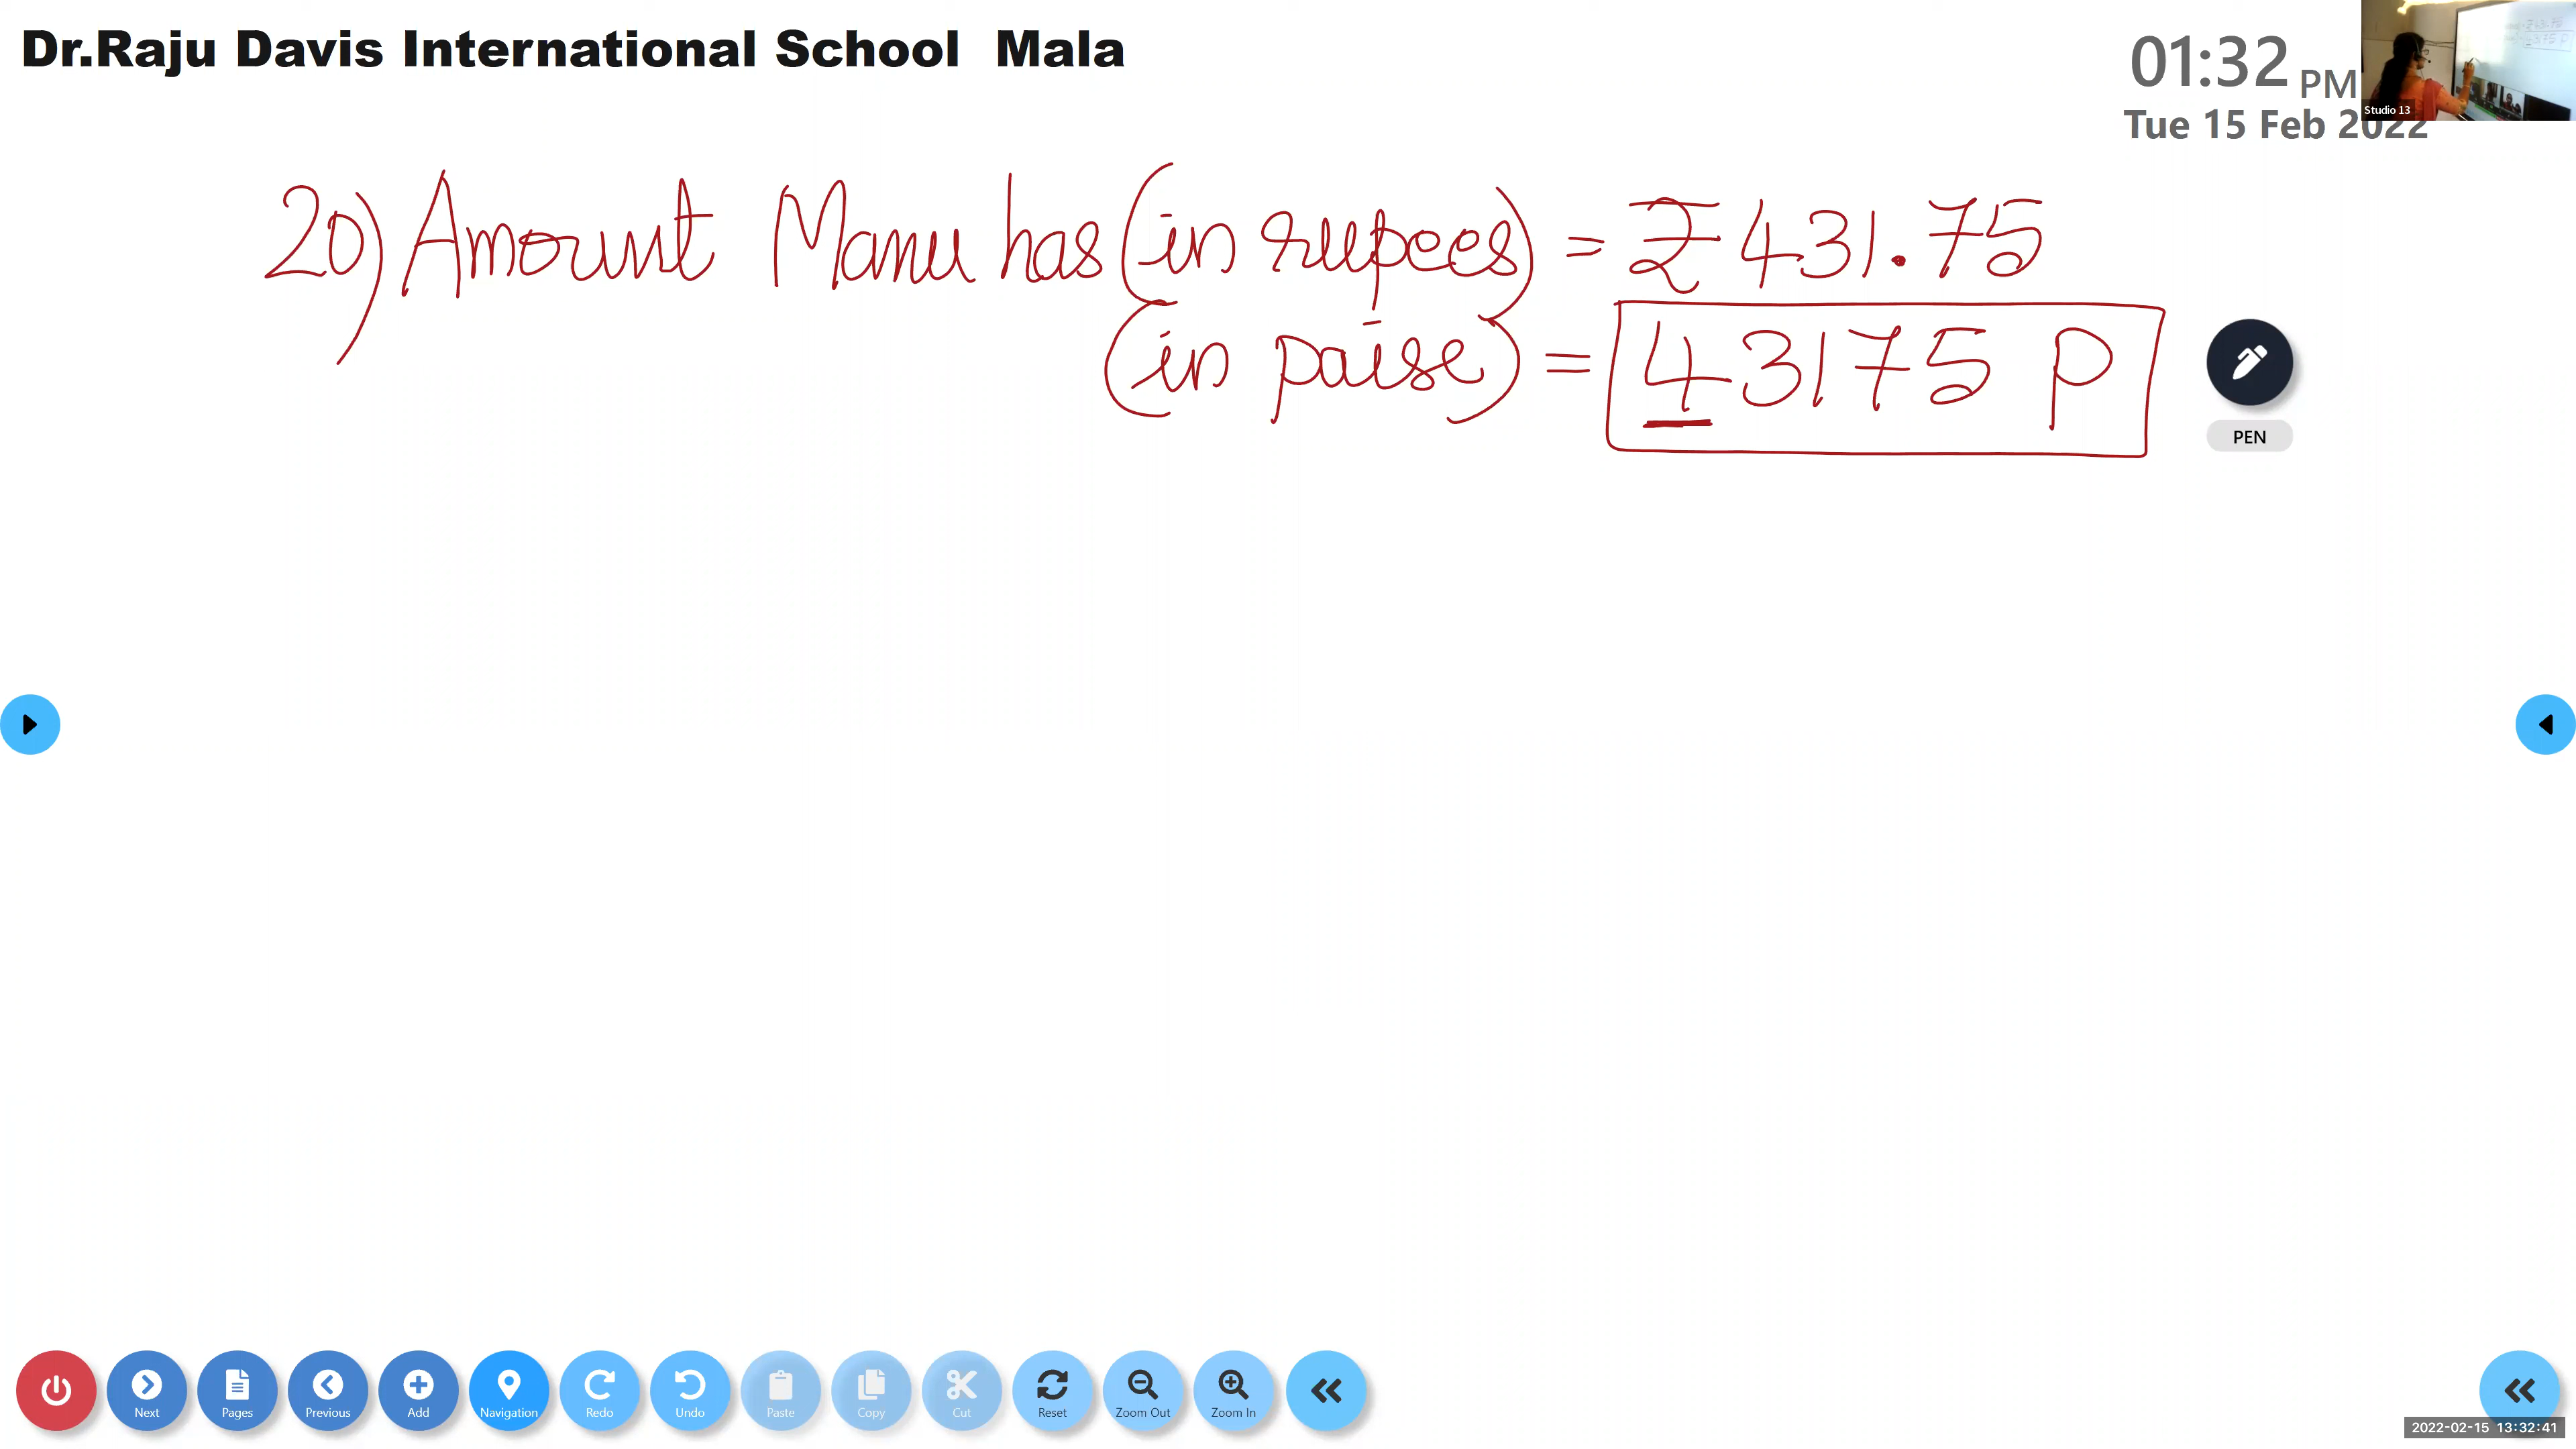 Dr.Raju Davis International School Mala
01:32 PM
Tue 15 Feb 2022
Studio 13
20) Amount Manu has (in rupees) = ₹ 431.75
(in paise) = 43175 P
PEN
Next
Pages
Previous
Add
Navigation
Redo
Undo
Paste
Copy
Cut
Reset
Zoom Out
Zoom In
2022-02-15 13:32:41